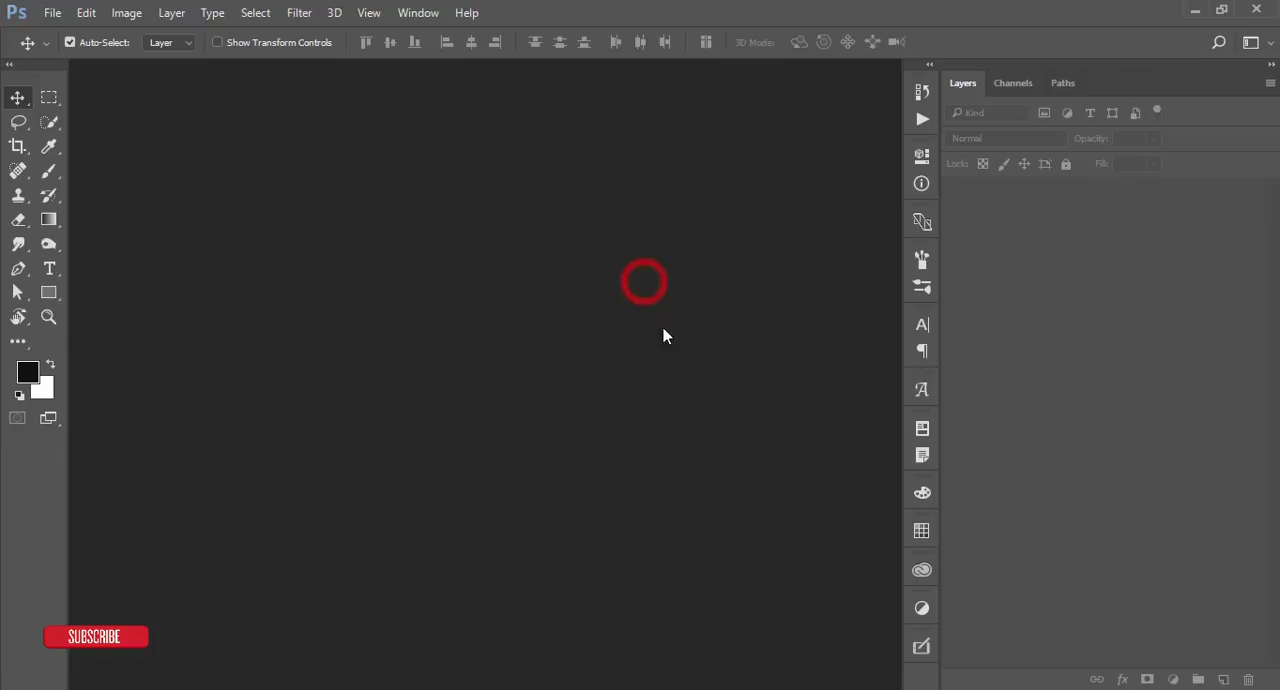 Ps File Edit Image Layer Type Select Filter 3D View Window Help
Auto-Select: Layer Show Transform Controls 3D Mode:
Layers Channels Paths
Kind
Normal Opacity:
Lock: Fill:
SUBSCRIBE